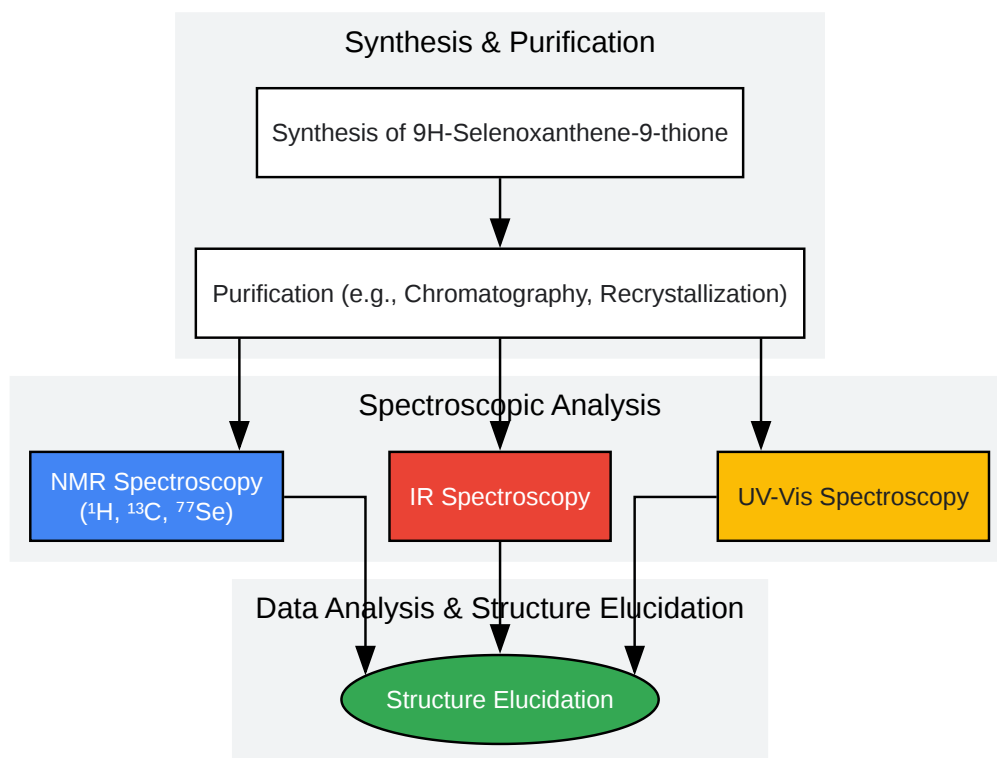 Synthesis & Purification
Synthesis of 9H-Selenoxanthene-9-thione
Purification (e.g., Chromatography, Recrystallization)
Spectroscopic Analysis
NMR Spectroscopy
(¹H, ¹³C, ⁷⁷Se)
IR Spectroscopy
UV-Vis Spectroscopy
Data Analysis & Structure Elucidation
Structure Elucidation